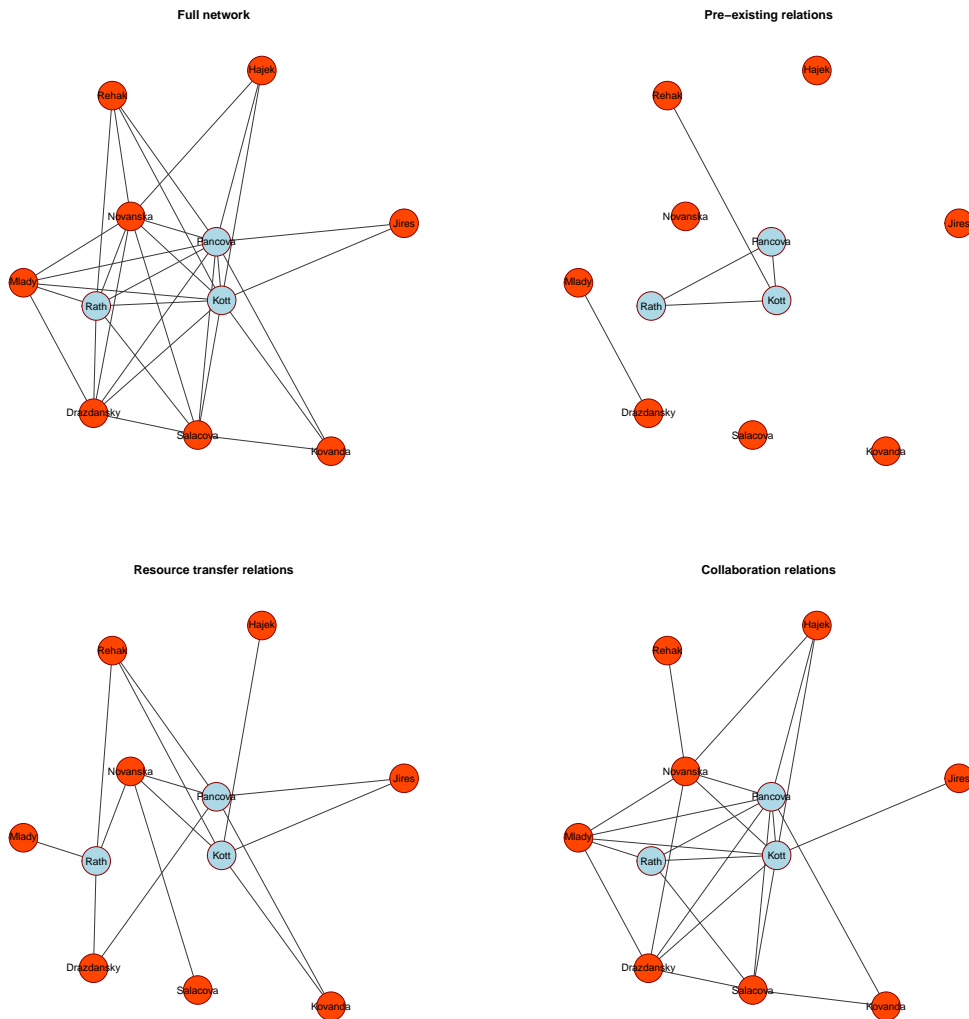 Full network
Hajek
Rehak
Novanska
Pancova
Jires
Mlady
Rath
Kott
Drazdansky
Salacova
Kovanda
Pre-existing relations
Hajek
Rehak
Novanska
Pancova
Jires
Mlady
Rath
Kott
Drazdansky
Salacova
Kovanda
Resource transfer relations
Hajek
Rehak
Novanska
Pancova
Jires
Mlady
Rath
Kott
Drazdansky
Salacova
Kovanda
Collaboration relations
Hajek
Rehak
Novanska
Pancova
Jires
Mlady
Rath
Kott
Drazdansky
Salacova
Kovanda